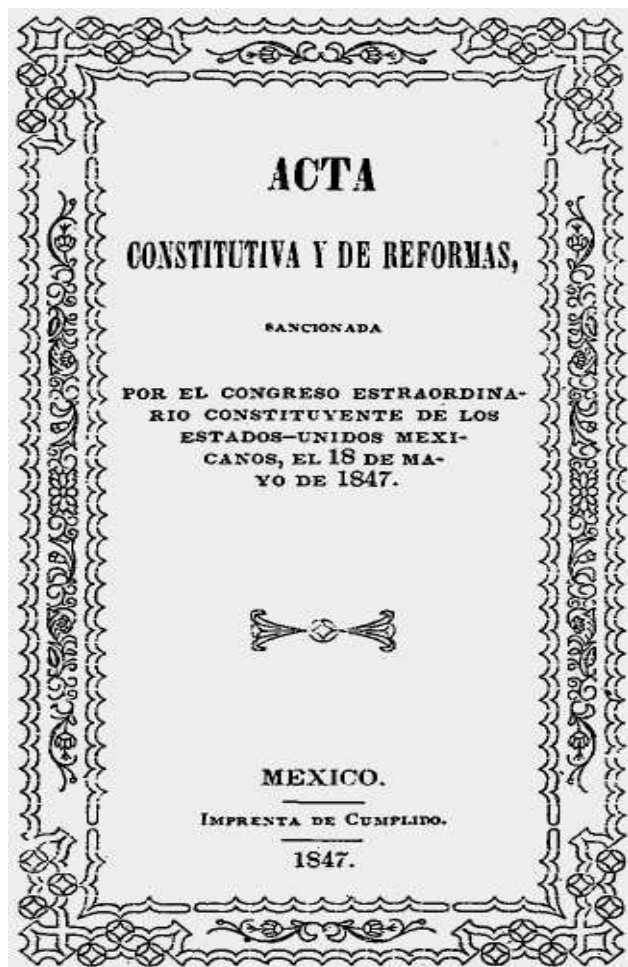 ACTA
CONSTITUTIVA Y DE REFORMAS,
SANCIONADA
POR EL CONGRESO ESTRAORDINA-
RIO CONSTITUYENTE DE LOS
ESTADOS-UNIDOS MEXI-
CANOS, EL 18 DE MA-
YO DE 1847.
MEXICO.
IMPRENTA DE CUMPLIDO.
1847.